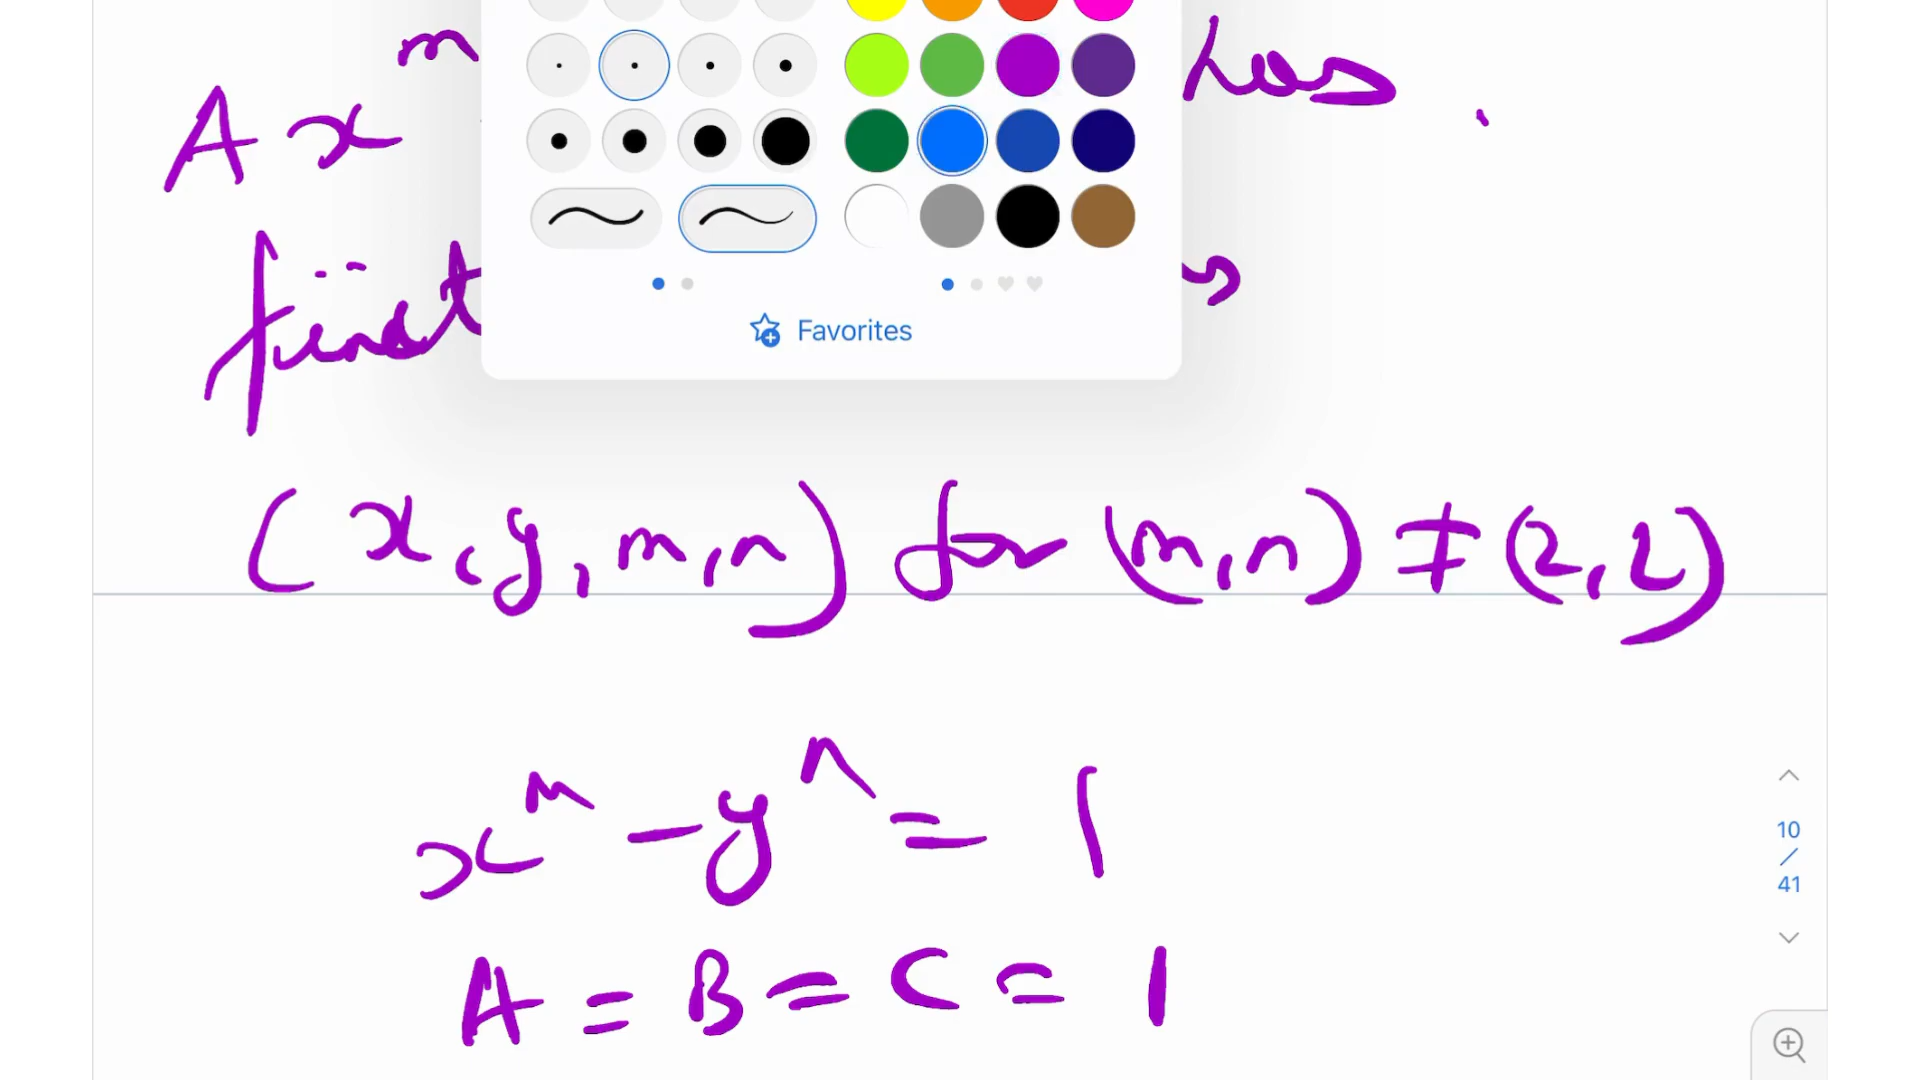 A x^m has .
finit
Favorites
(x, y, m, n) for (m, n) ≠ (2, 2)
x^m - y^n = 1
10
/
41
A = B = C = 1